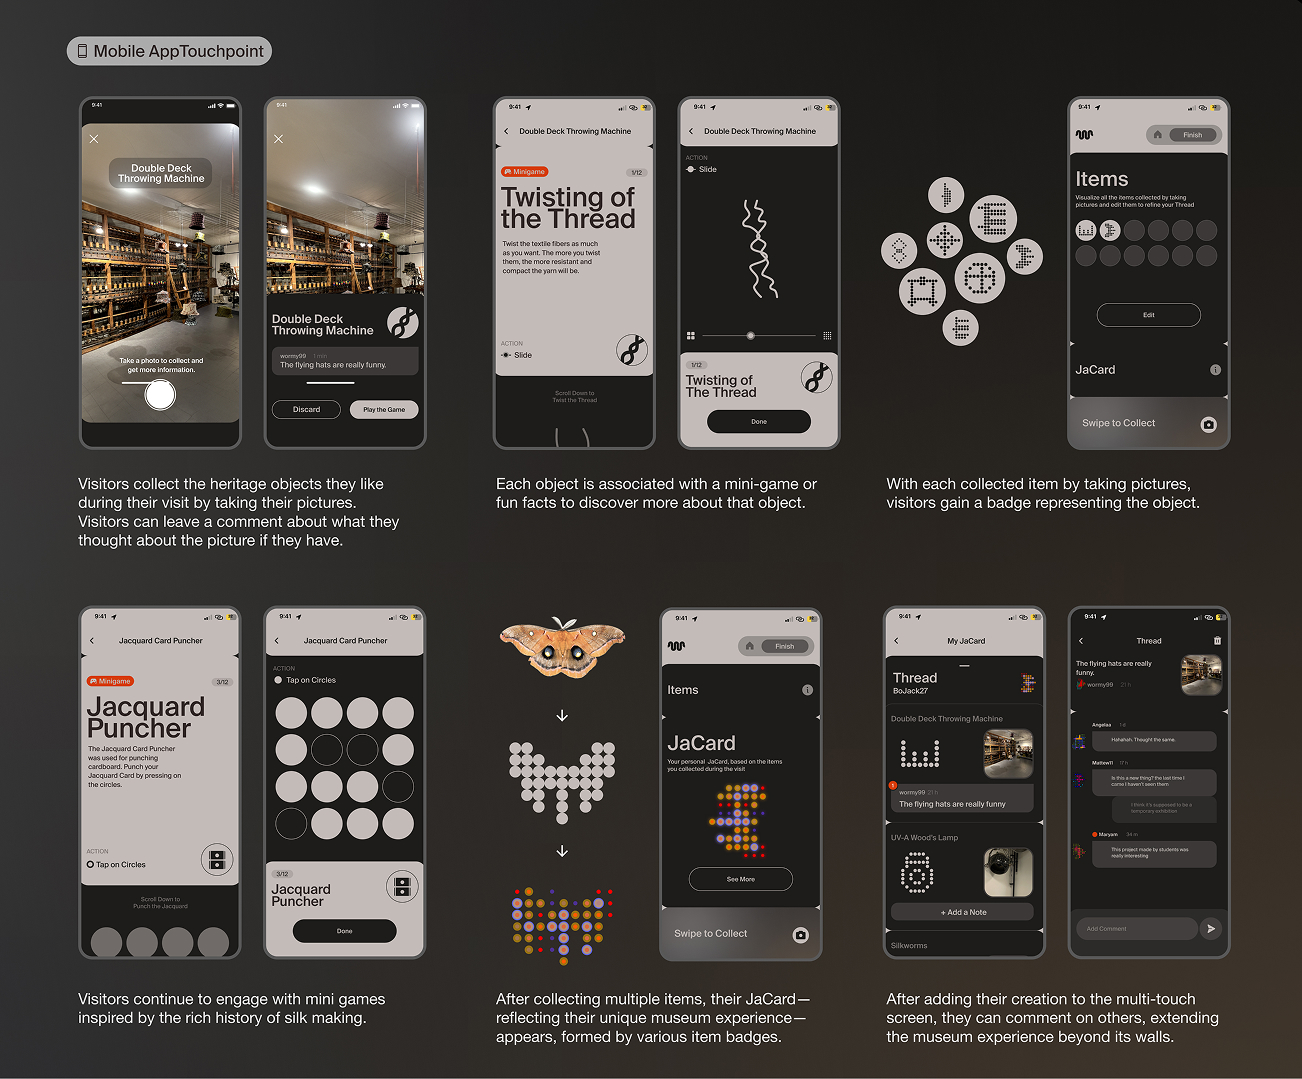 Mobile AppTouchpoint
9:41
Double Deck
Throwing Machine
Take a photo to collect and
get more information.
9:41
Double Deck
Throwing Machine
wormy99 1 min
The flying hats are really funny.
Discard
Play the Game
Visitors collect the heritage objects they like
during their visit by taking their pictures.
Visitors can leave a comment about what they
thought about the picture if they have.
9:41
Double Deck Throwing Machine
Minigame
1/12
Twisting of
the Thread
Twist the textile fibers as much
as you want. The more you twist
them, the more resistant and
compact the yarn will be.
ACTION
Slide
Scroll Down to
Twist the Thread
9:41
Double Deck Throwing Machine
ACTION
Slide
1/12
Twisting of
The Thread
Done
Each object is associated with a mini-game or
fun facts to discover more about that object.
9:41
Finish
Items
Visualize all the items collected by taking
pictures and edit them to refine your Thread
Edit
JaCard
Swipe to Collect
With each collected item by taking pictures,
visitors gain a badge representing the object.
9:41
Jacquard Card Puncher
Minigame
3/12
Jacquard
Puncher
The Jacquard Card Puncher
was used for punching
cardboard. Punch your
Jacquard Card by pressing on
the circles.
ACTION
Tap on Circles
Scroll Down to
Punch the Jacquard
9:41
Jacquard Card Puncher
ACTION
Tap on Circles
3/12
Jacquard
Puncher
Done
Visitors continue to engage with mini games
inspired by the rich history of silk making.
9:41
Finish
Items
JaCard
Your personal JaCard, based on the items
you collected during the visit
See More
Swipe to Collect
After collecting multiple items, their JaCard—
reflecting their unique museum experience—
appears, formed by various item badges.
9:41
My JaCard
Thread
BoJack27
Double Deck Throwing Machine
wormy99 21 h
The flying hats are really funny
UV-A Wood's Lamp
+ Add a Note
Silkworms
9:41
Thread
The flying hats are really
funny.
wormy99 21 h
Angelaa
Hahahah. Thought the same.
Mattew11 17 h
Is this a new thing? the last time I
came I haven't seen them
I think it's supposed to be a
temporary exhibition
Maryam 34 m
This project made by students was
really interesting
Add Comment
After adding their creation to the multi-touch
screen, they can comment on others, extending
the museum experience beyond its walls.